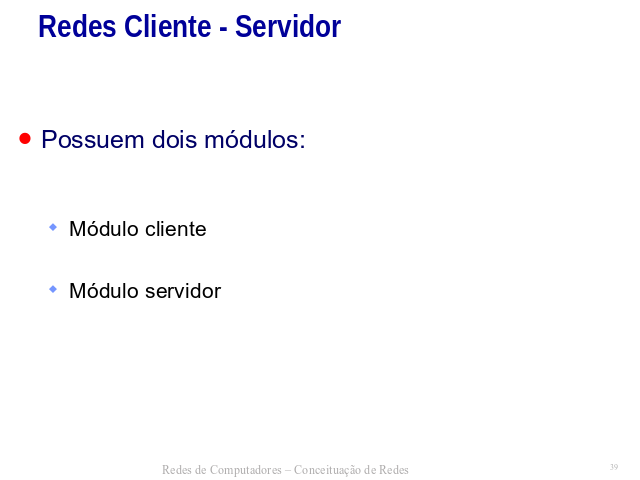 Redes Cliente - Servidor
Possuem dois módulos:
Módulo cliente
Módulo servidor
Redes de Computadores – Conceituação de Redes
39